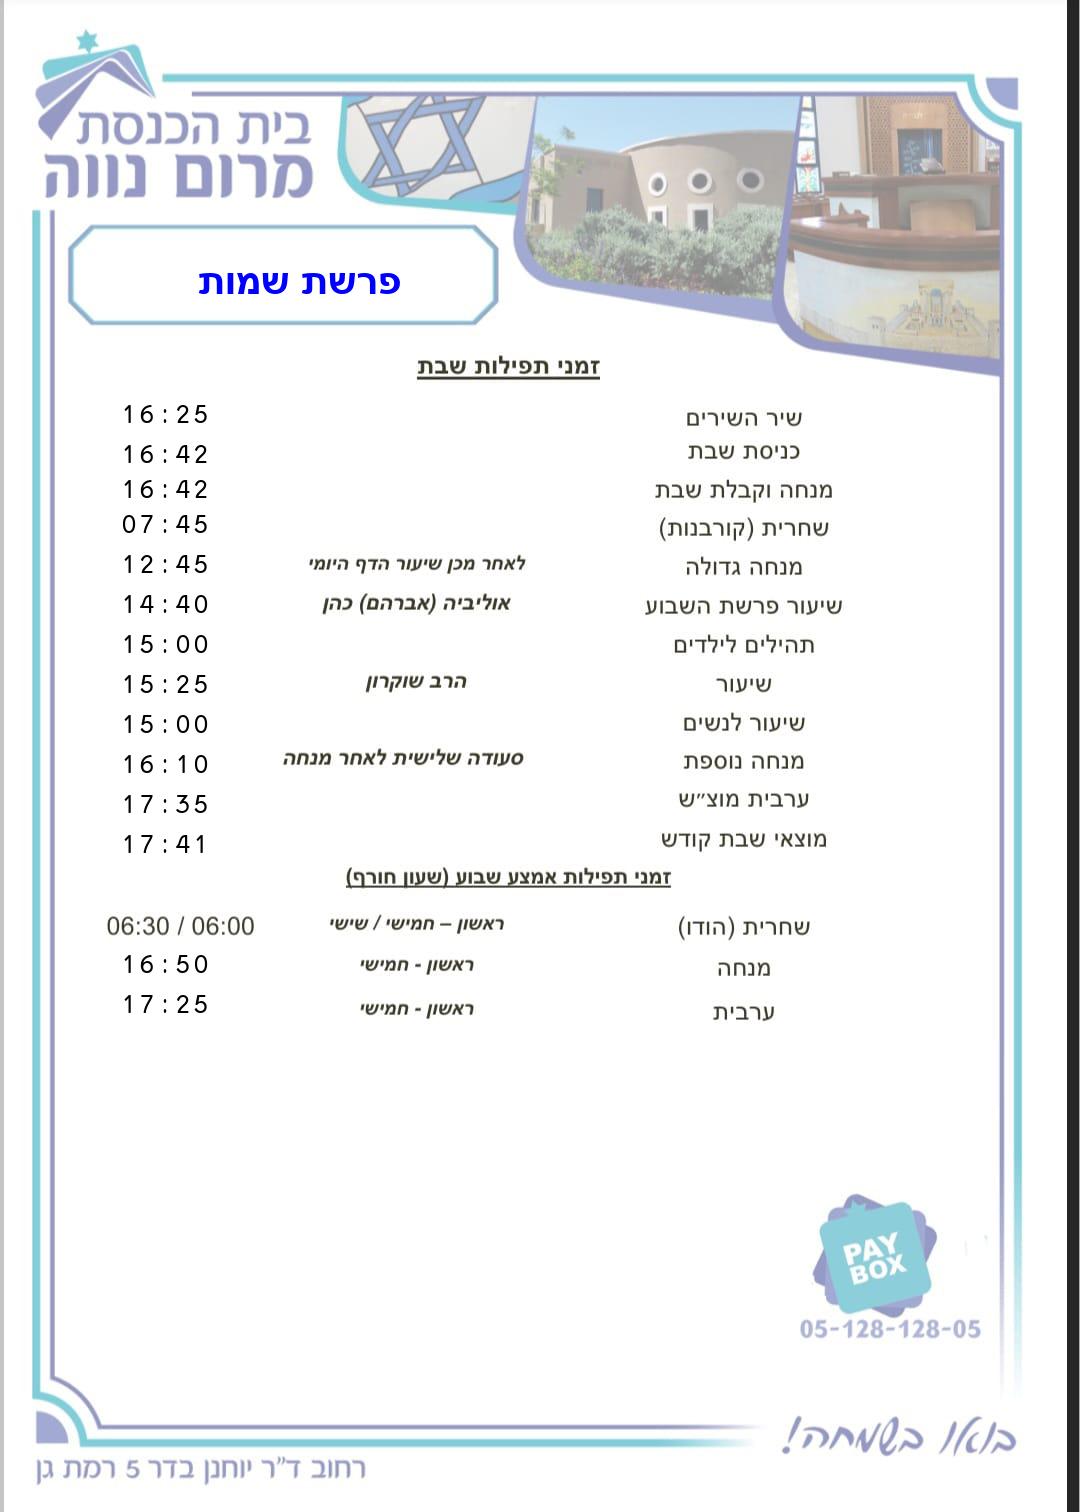 בית הכנסת
מרום נווה
פרשת שמות
זמני תפילות שבת
שיר השירים 16:25
כניסת שבת 16:42
מנחה וקבלת שבת 16:42
שחרית (קורבנות) 07:45
מנחה גדולה לאחר מכן שיעור הדף היומי 12:45
שיעור פרשת השבוע אוליביה (אברהם) כהן 14:40
תהילים לילדים 15:00
שיעור הרב שוקרון 15:25
שיעור לנשים 15:00
מנחה נוספת סעודה שלישית לאחר מנחה 16:10
ערבית מוצ״ש 17:35
מוצאי שבת קודש 17:41
זמני תפילות אמצע שבוע (שעון חורף)
שחרית (הודו) ראשון – חמישי / שישי 06:30 / 06:00
מנחה ראשון - חמישי 16:50
ערבית ראשון - חמישי 17:25
PAY
BOX
05-128-128-05
בואו בשמחה!
רחוב ד״ר יוחנן בדר 5 רמת גן